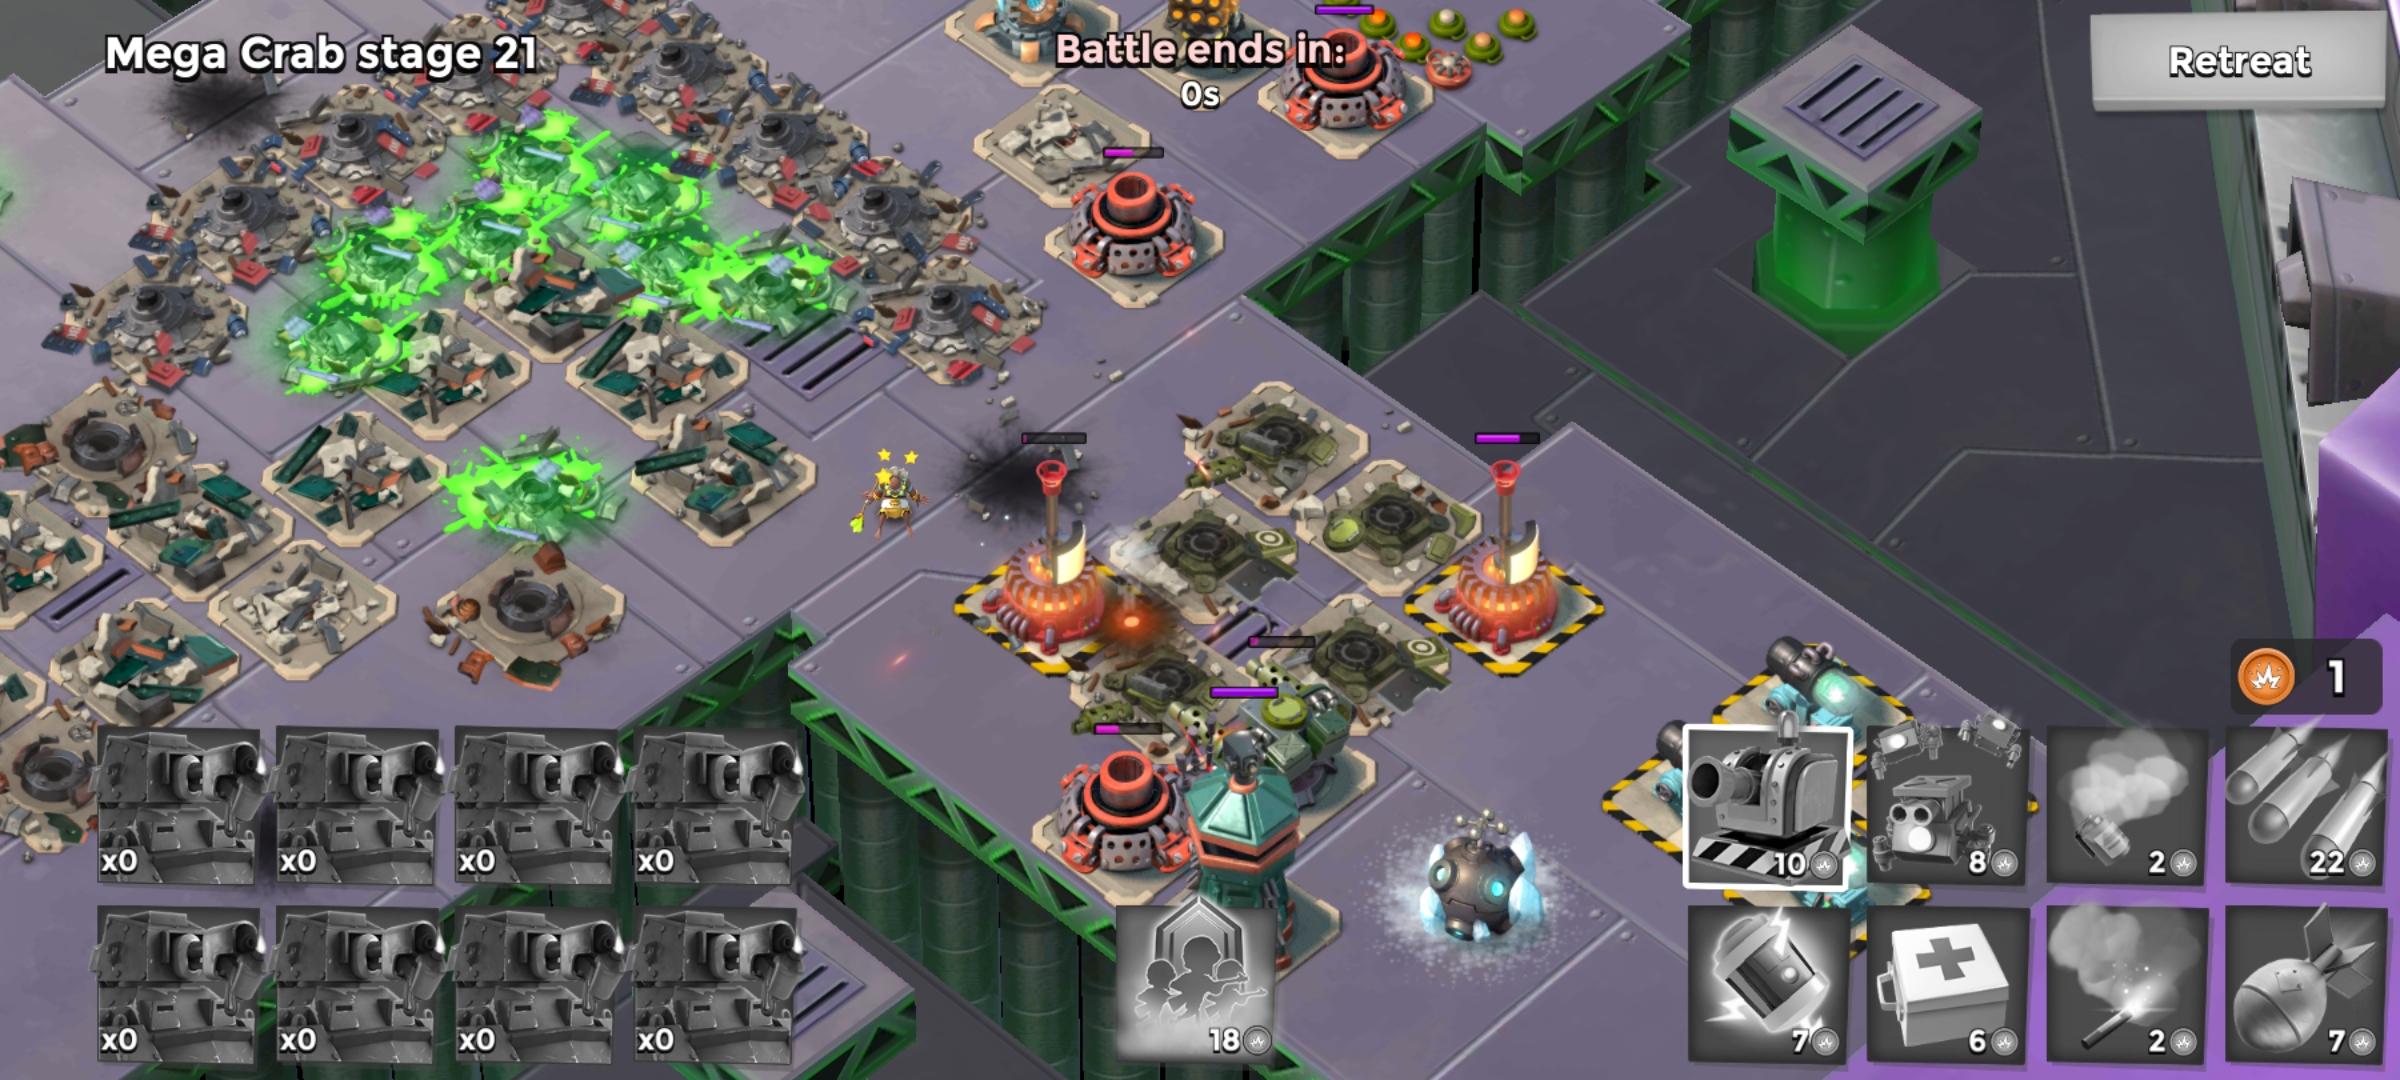 Mega Crab stage 21
Battle ends in:
0s
Retreat
1
x0 x0 x0 x0
10 8 2 22
x0 x0 x0 x0
18
7 6 2 7